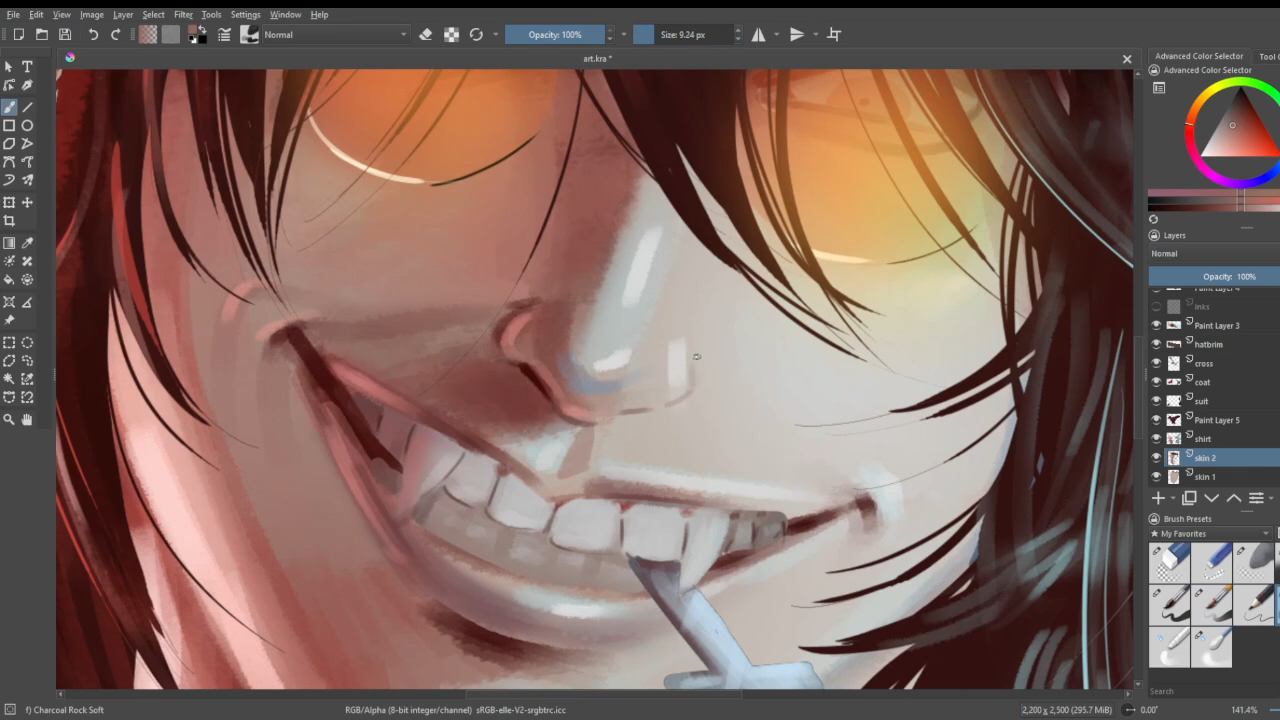 File Edit View Image Layer Select Filter Tools Settings Window Help
Normal
Opacity: 100%
Size: 9.24 px
art.kra *
Advanced Color Selector
Tool
Advanced Color Selector
Layers
Normal
Opacity: 100%
Paint Layer 4
Inks
Paint Layer 3
hatbrim
cross
coat
suit
Paint Layer 5
shirt
skin 2
skin 1
Brush Presets
★ My Favorites
Search
f) Charcoal Rock Soft
RGB/Alpha (8-bit integer/channel) sRGB-elle-V2-srgbtrc.icc
2,200 x 2,500 (295.7 MiB)
0.00°
141.4%